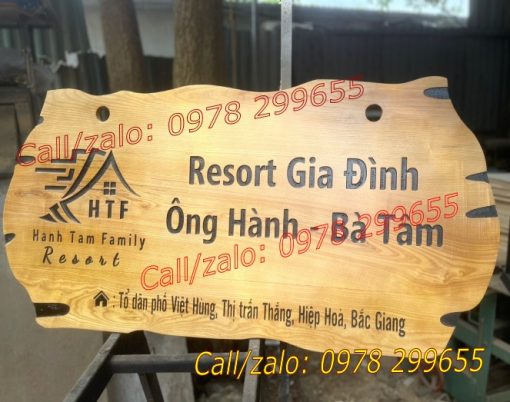 Call/zalo: 0978 299655
Resort Gia Đình
Ông Hành - Bà Tâm
HTF
Hanh Tam Family
Resort
Call/zalo: 0978 299655
: Tổ dân phố Việt Hùng, Thị trấn Thắng, Hiệp Hoà, Bắc Giang
Call/zalo: 0978 299655